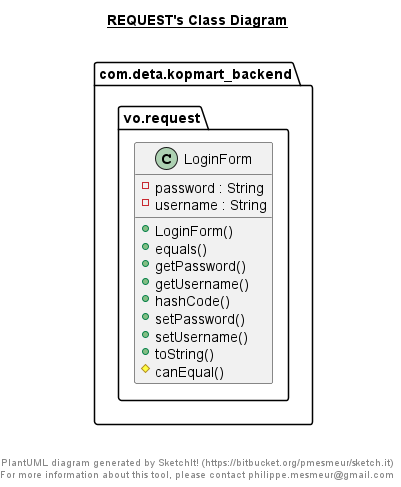 REQUEST's Class Diagram
com.deta.kopmart_backend
vo.request
C LoginForm
password : String
username : String
LoginForm()
equals()
getPassword()
getUsername()
hashCode()
setPassword()
setUsername()
toString()
canEqual()
PlantUML diagram generated by SketchIt! (https://bitbucket.org/pmesmeur/sketch.it)
For more information about this tool, please contact philippe.mesmeur@gmail.com